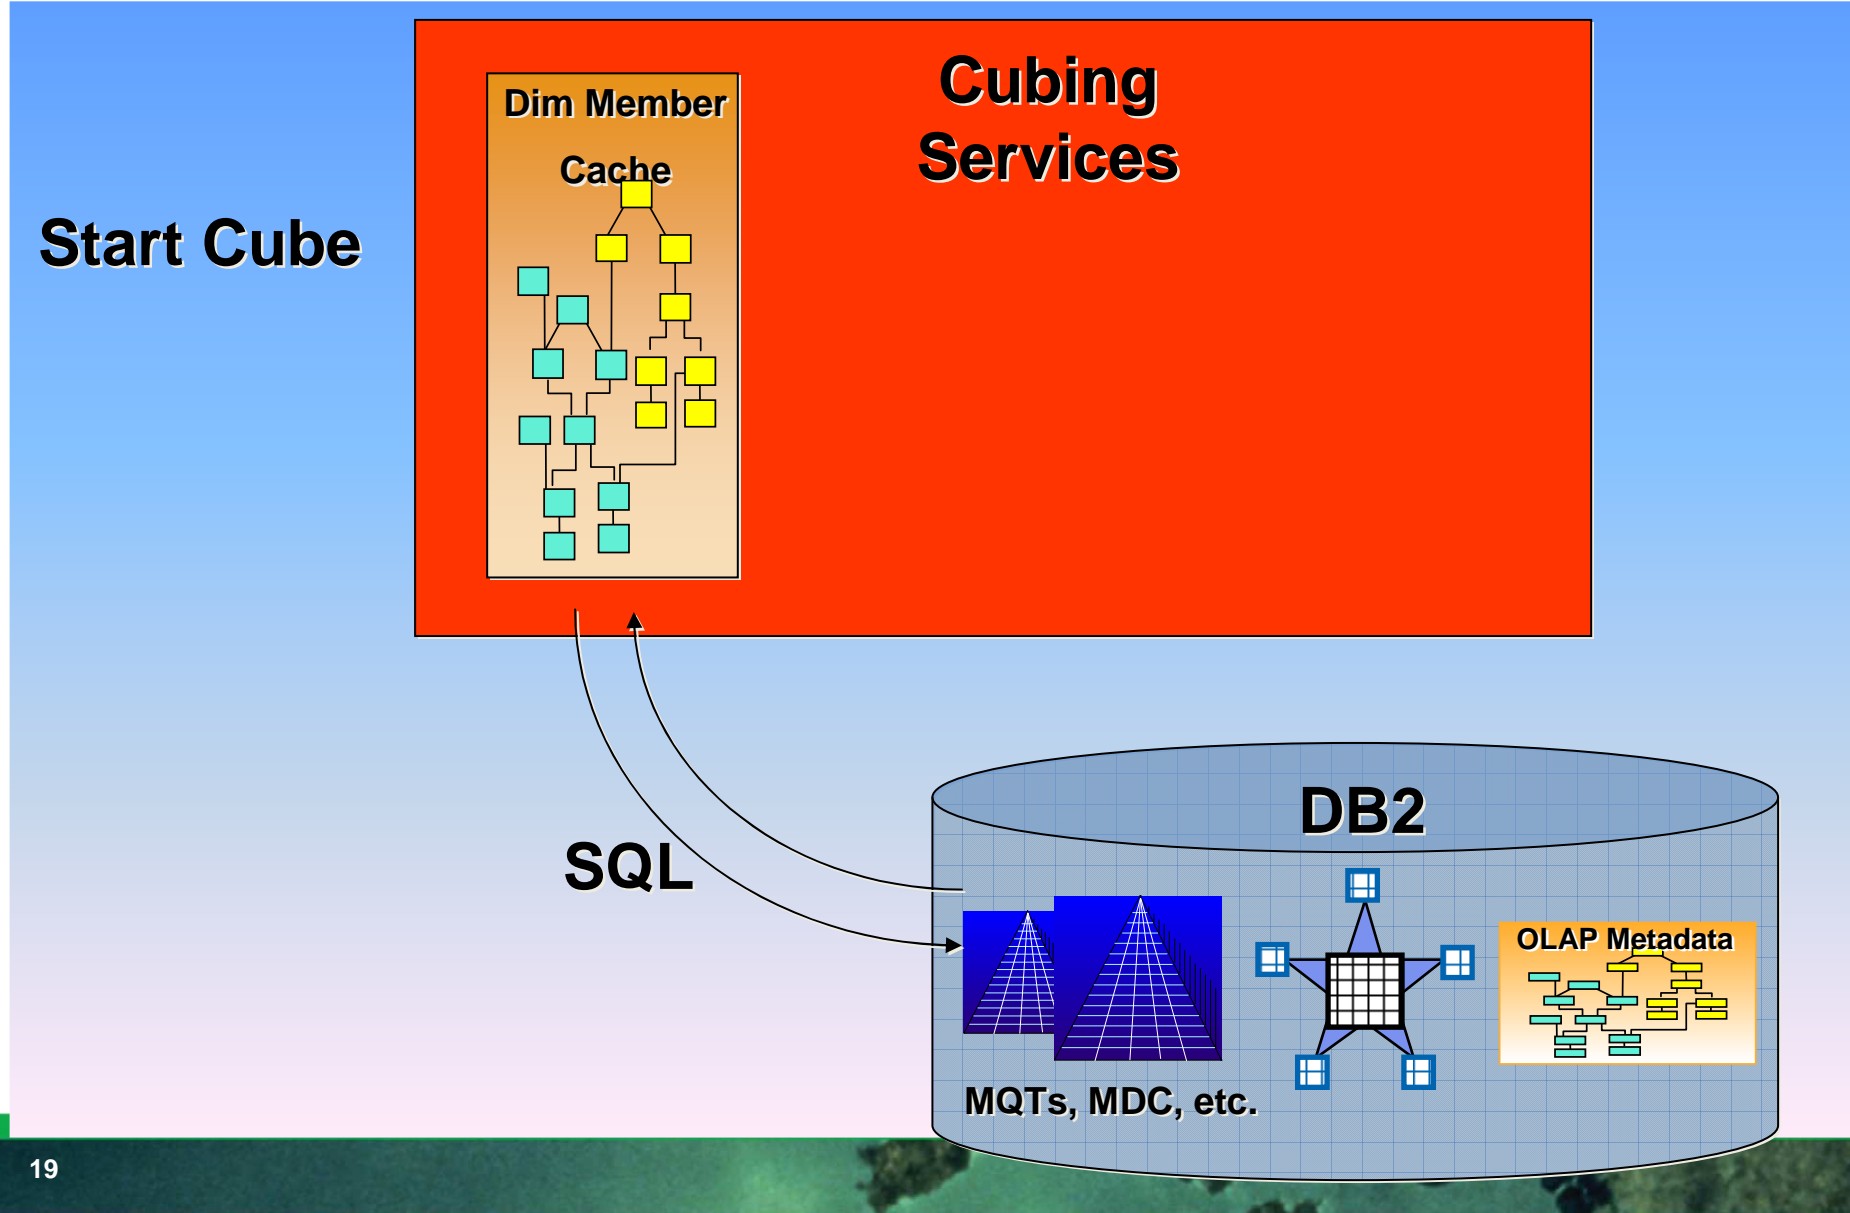 Cubing
Services
Dim Member
Cache
Start Cube
SQL
DB2
OLAP Metadata
MQTs, MDC, etc.
19